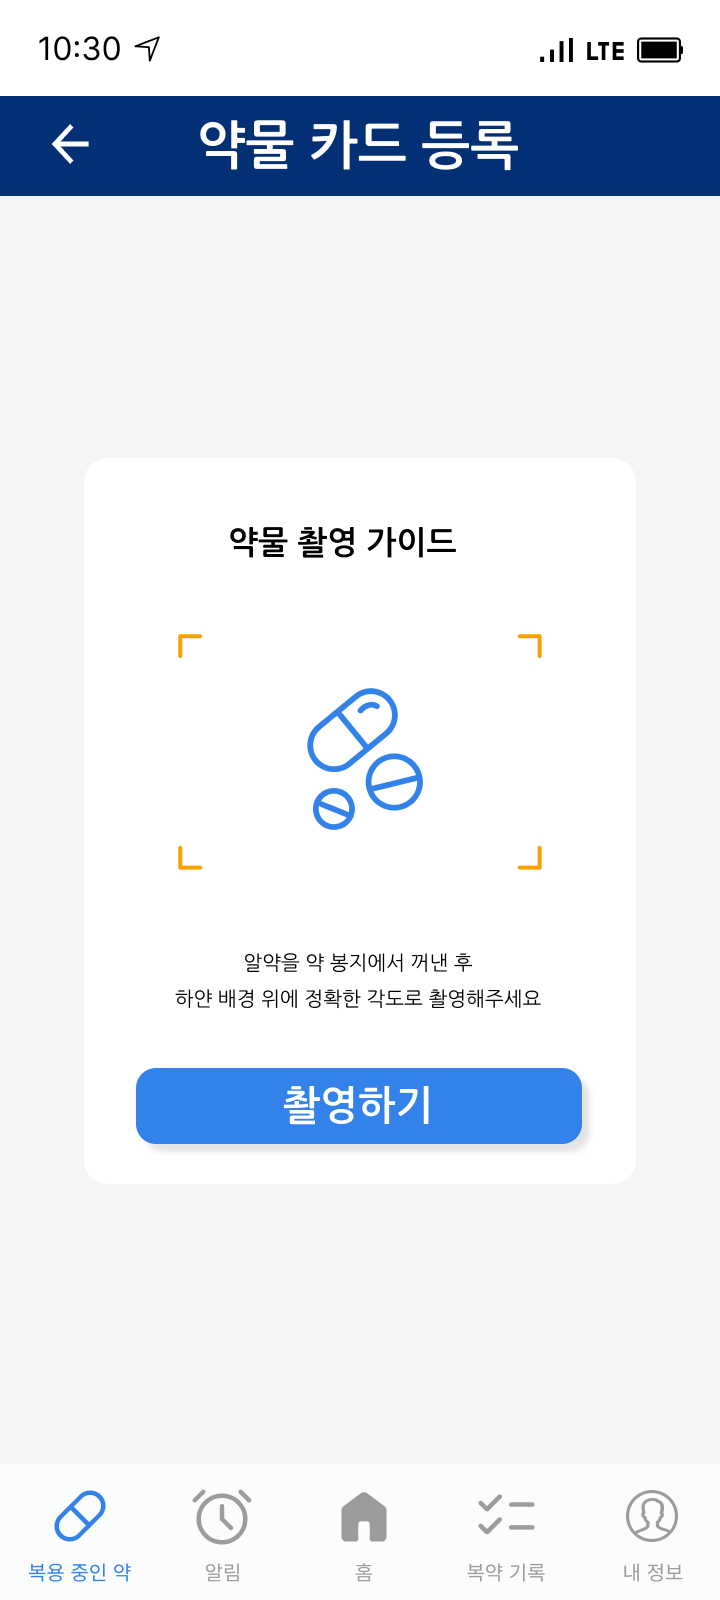 10:30
LTE
약물 카드 등록
약물 촬영 가이드
알약을 약 봉지에서 꺼낸 후
하얀 배경 위에 정확한 각도로 촬영해주세요
촬영하기
복용 중인 약
알림
홈
복약 기록
내 정보